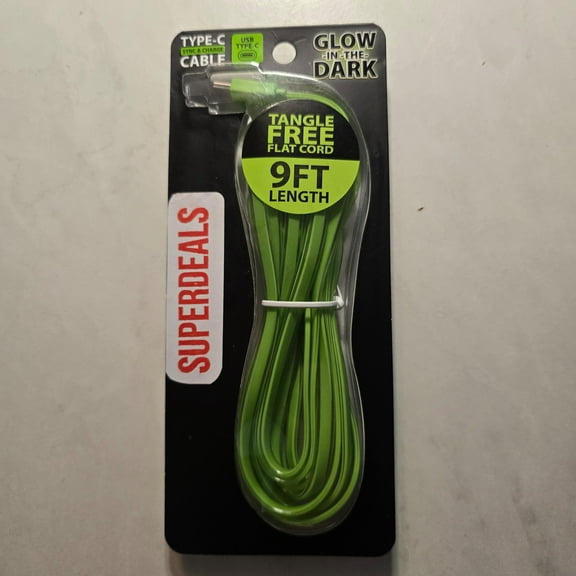 TYPE-C
SYNC & CHARGE
CABLE
USB
TYPE-C
GLOW
-IN-THE-
DARK
TANGLE
FREE
FLAT CORD
9FT
LENGTH
SUPERDEALS